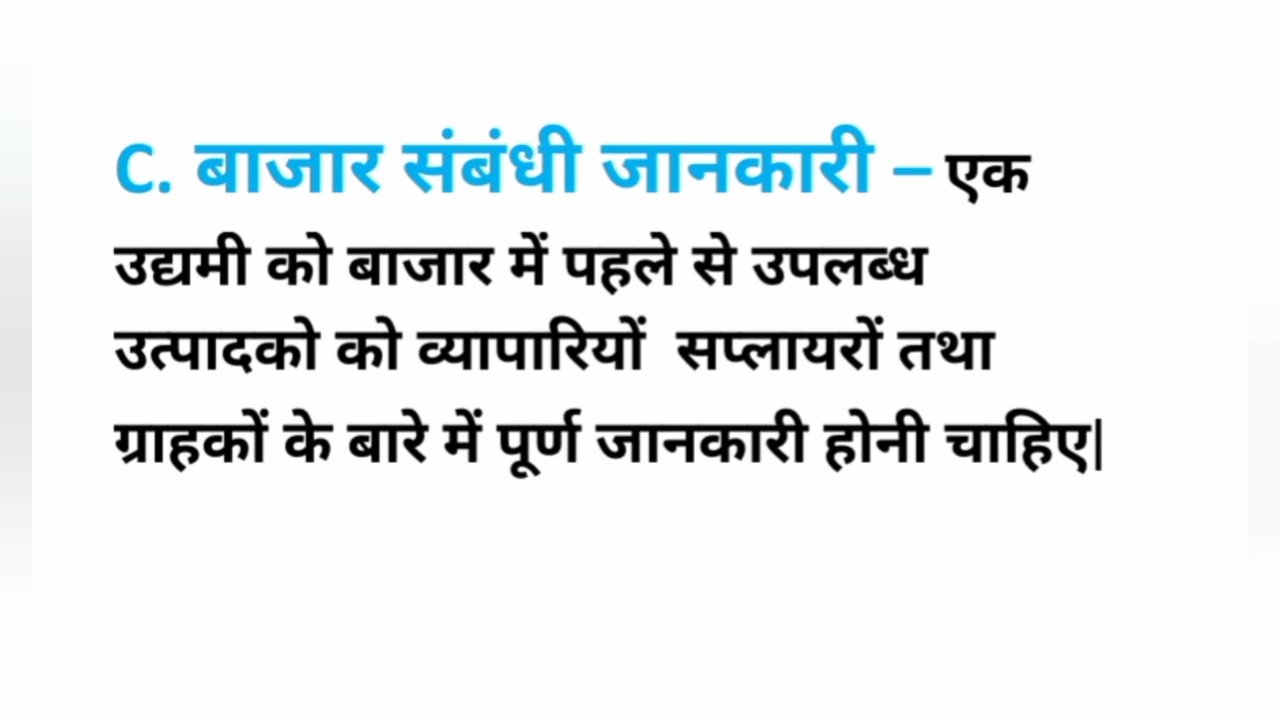 C. बाजार संबंधी जानकारी – एक
उद्यमी को बाजार में पहले से उपलब्ध
उत्पादको को व्यापारियों सप्लायरों तथा
ग्राहकों के बारे में पूर्ण जानकारी होनी चाहिए|